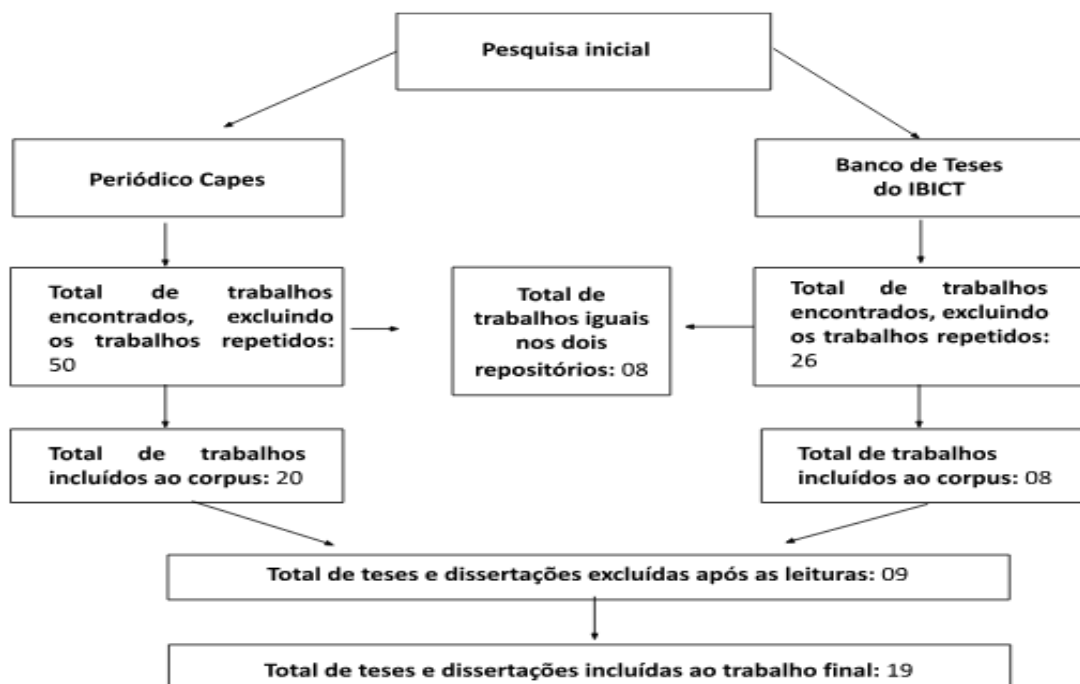 Pesquisa inicial
Periódico Capes
Banco de Teses
do IBICT
Total de trabalhos
encontrados, excluindo
os trabalhos repetidos:
50
Total de
trabalhos iguais
nos dois
repositórios: 08
Total de trabalhos
encontrados, excluindo
os trabalhos repetidos:
26
Total de trabalhos
incluídos ao corpus: 20
Total de trabalhos
incluídos ao corpus: 08
Total de teses e dissertações excluídas após as leituras: 09
Total de teses e dissertações incluídas ao trabalho final: 19